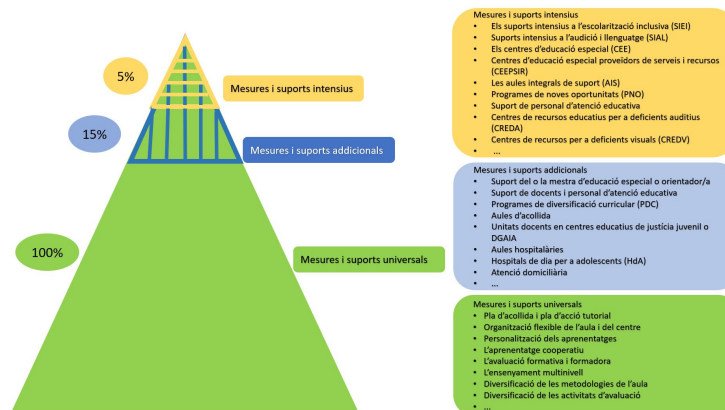 5%
Mesures i suports intensius
15%
Mesures i suports addicionals
100%
Mesures i suports universals
Mesures i suports intensius
• Els suports intensius a l'escolarització inclusiva (SIEI)
• Suports intensius a l'audició i llenguatge (SIAL)
• Els centres d'educació especial (CEE)
• Centres d'educació especial proveïdors de serveis i recursos
(CEEPSIR)
• Les aules integrals de suport (AIS)
• Programes de noves oportunitats (PNO)
• Suport de personal d'atenció educativa
• Centres de recursos educatius per a deficients auditius
(CREDA)
• Centres de recursos per a deficients visuals (CREDV)
• ...
Mesures i suports addicionals
• Suport del o la mestra d'educació especial o orientador/a
• Suport de docents i personal d'atenció educativa
• Programes de diversificació curricular (PDC)
• Aules d'acollida
• Unitats docents en centres educatius de justícia juvenil o
DGAIA
• Aules hospitalàries
• Hospitals de dia per a adolescents (HdA)
• Atenció domiciliària
• ...
Mesures i suports universals
• Pla d'acollida i pla d'acció tutorial
• Organització flexible de l'aula i del centre
• Personalització dels aprenentatges
• L'aprenentatge cooperatiu
• L'avaluació formativa i formadora
• L'ensenyament multinivell
• Diversificació de les metodologies de l'aula
• Diversificació de les activitats d'avaluació
• ...